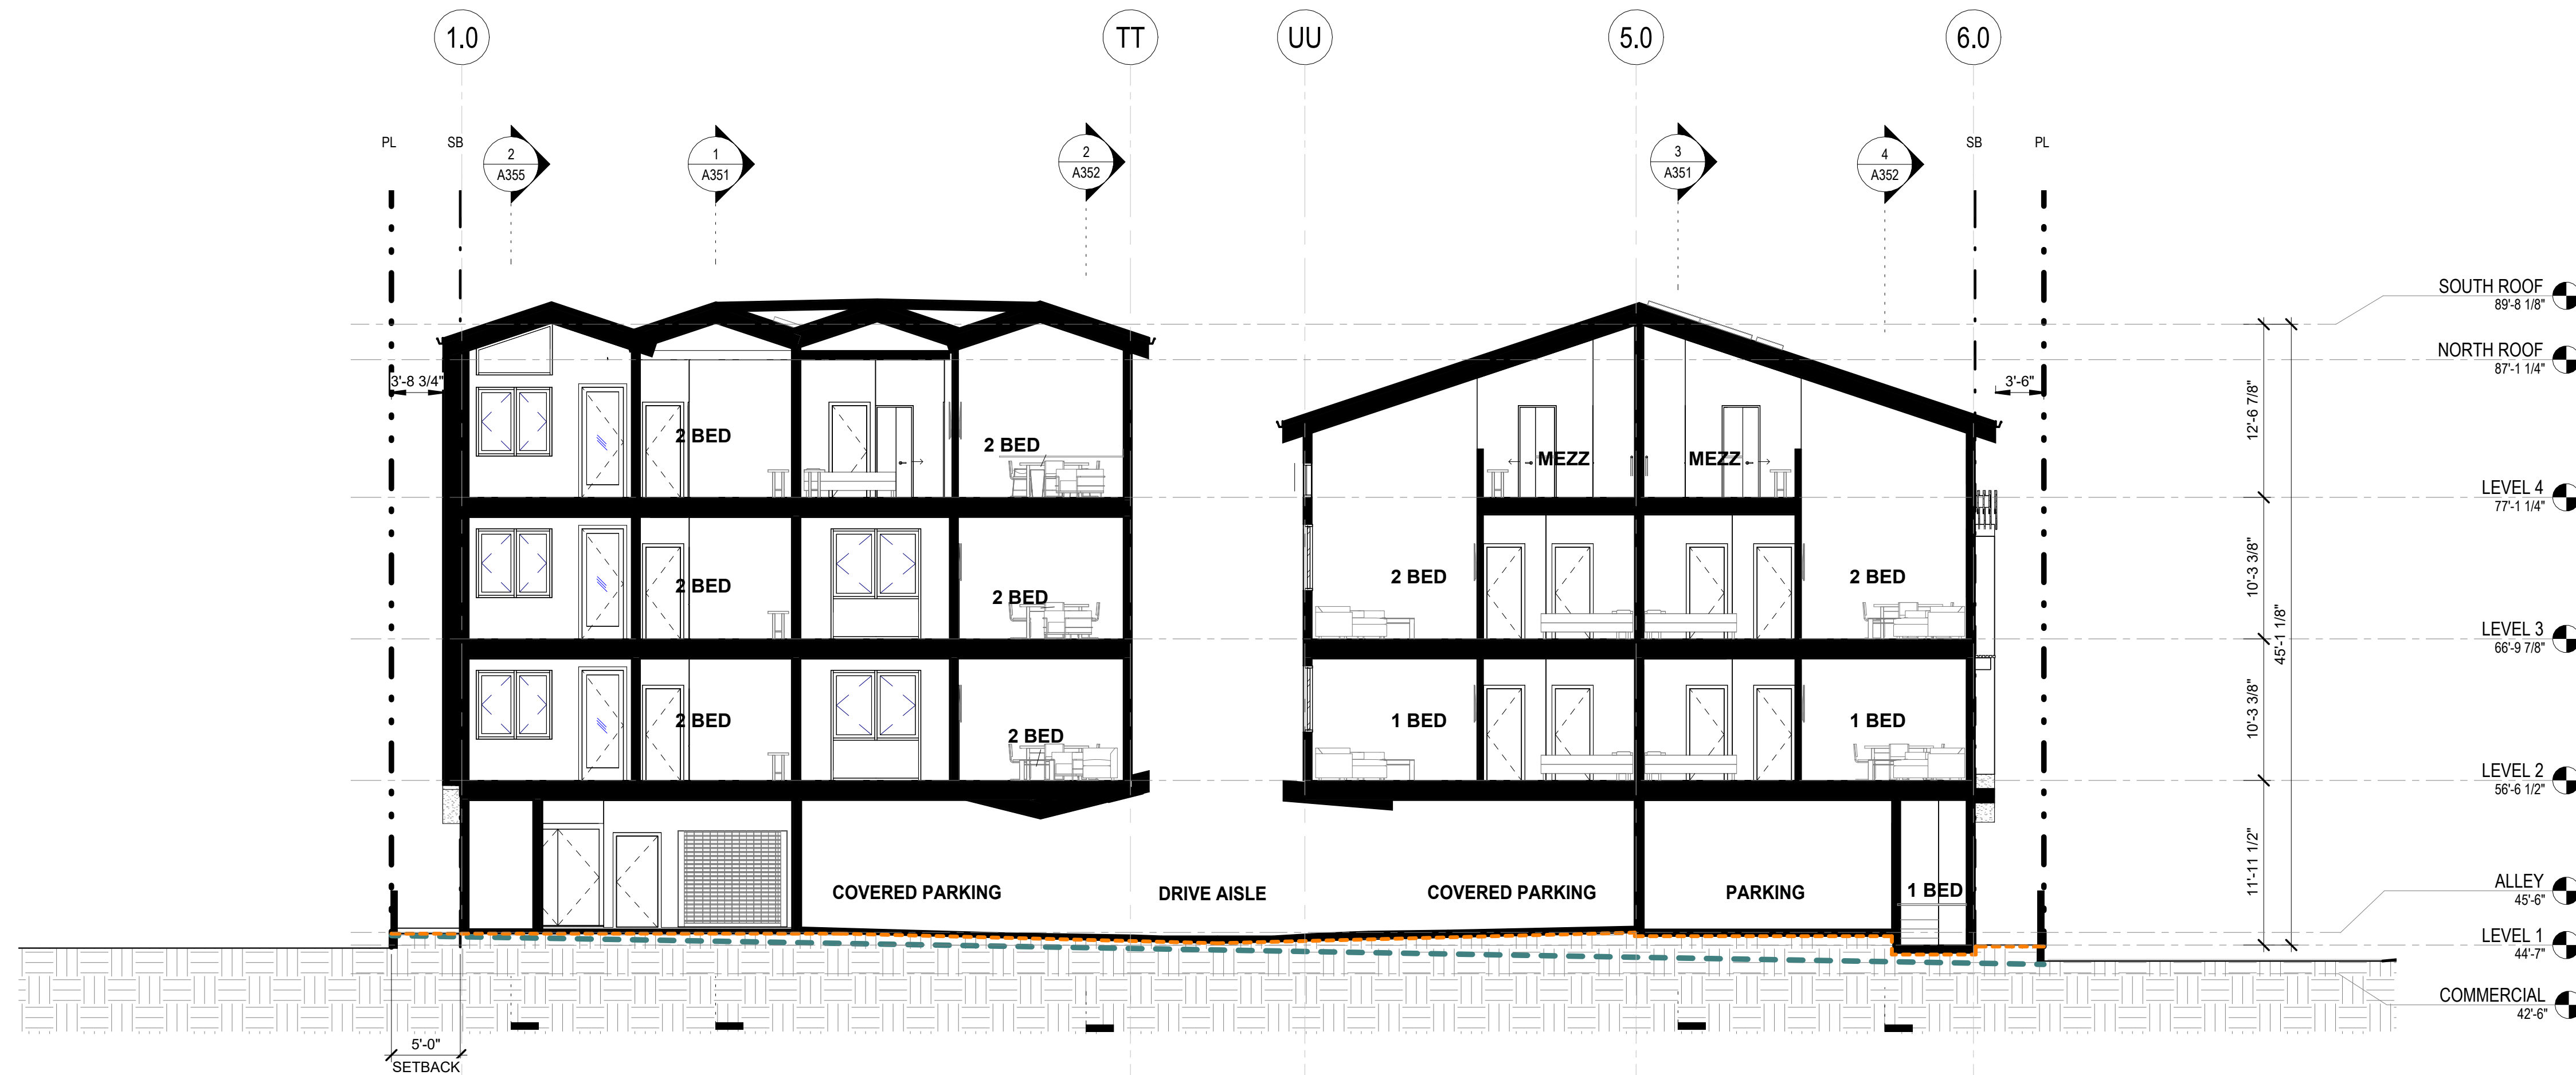 1.0
TT
UU
5.0
6.0
PL
SB
2
A355
1
A351
2
A352
3
A351
4
A352
SB
PL
SOUTH ROOF
89'-8 1/8"
NORTH ROOF
87'-1 1/4"
3'-8 3/4"
3'-6"
12'-6 7/8"
2 BED
2 BED
MEZZ
MEZZ
LEVEL 4
77'-1 1/4"
10'-3 3/8"
2 BED
2 BED
2 BED
2 BED
45'-1 1/8"
LEVEL 3
66'-9 7/8"
10'-3 3/8"
2 BED
2 BED
1 BED
1 BED
LEVEL 2
56'-6 1/2"
11'-11 1/2"
COVERED PARKING
DRIVE AISLE
COVERED PARKING
PARKING
1 BED
ALLEY
45'-6"
LEVEL 1
44'-7"
COMMERCIAL
42'-6"
5'-0"
SETBACK